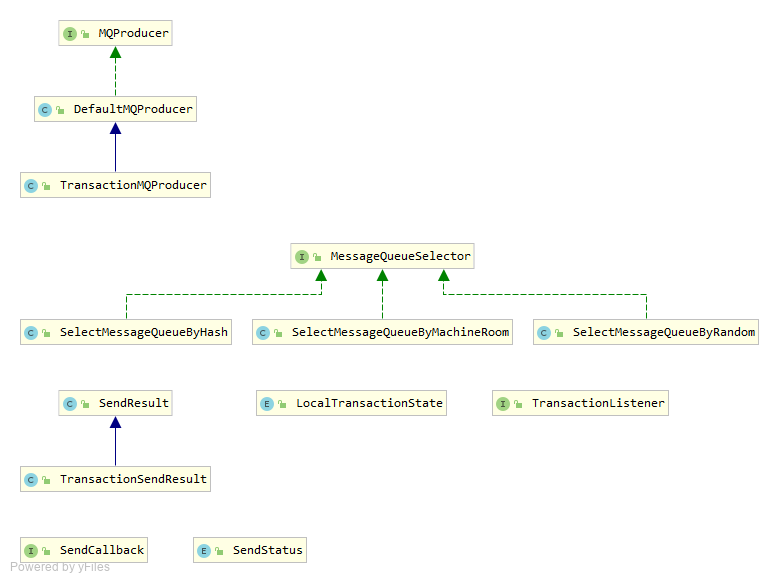 I MQProducer
C DefaultMQProducer
C TransactionMQProducer
I MessageQueueSelector
C SelectMessageQueueByHash
C SelectMessageQueueByMachineRoom
C SelectMessageQueueByRandom
C SendResult
E LocalTransactionState
I TransactionListener
C TransactionSendResult
I SendCallback
E SendStatus
Powered by yFiles